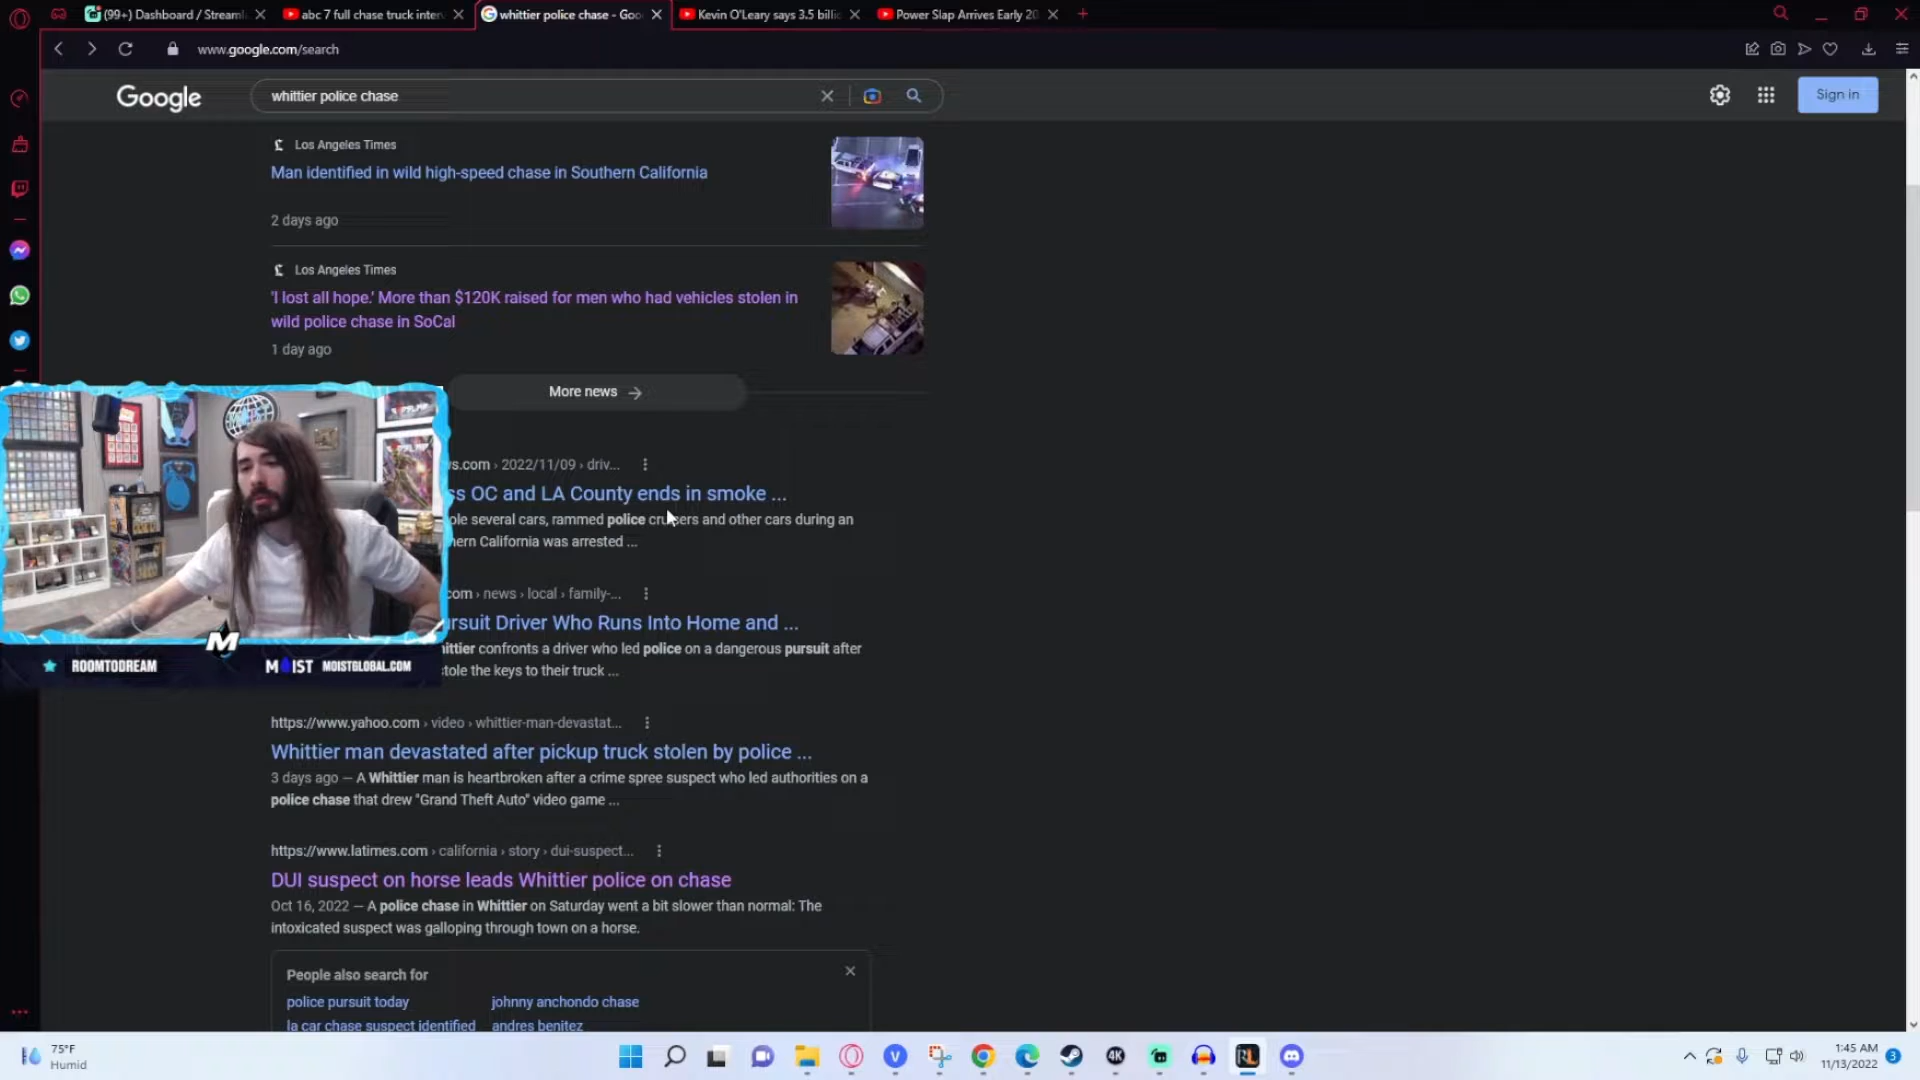 (99+) Dashboard / Streaml
abc 7 full chase truck inter
whittier police chase - Goo
Kevin O'Leary says 3.5 billi
Power Slap Arrives Early 20
www.google.com/search
Google
whittier police chase
Sign in
Los Angeles Times
Man identified in wild high-speed chase in Southern California
2 days ago
Los Angeles Times
'I lost all hope.' More than $120K raised for men who had vehicles stolen in
wild police chase in SoCal
1 day ago
More news
ws.com › 2022/11/09 › driv...
ss OC and LA County ends in smoke ...
ole several cars, rammed police cruisers and other cars during an
hern California was arrested ...
com › news › local › family-...
ursuit Driver Who Runs Into Home and ...
hittier confronts a driver who led police on a dangerous pursuit after
stole the keys to their truck ...
M
ROOMTODREAM
MOIST
MOISTGLOBAL.COM
https://www.yahoo.com › video › whittier-man-devastat...
Whittier man devastated after pickup truck stolen by police ...
3 days ago — A Whittier man is heartbroken after a crime spree suspect who led authorities on a
police chase that drew "Grand Theft Auto" video game ...
https://www.latimes.com › california › story › dui-suspect...
DUI suspect on horse leads Whittier police on chase
Oct 16, 2022 — A police chase in Whittier on Saturday went a bit slower than normal: The
intoxicated suspect was galloping through town on a horse.
People also search for
police pursuit today
johnny anchondo chase
la car chase suspect identified
andres benitez
75°F
Humid
V
4K
RL
1:45 AM
11/13/2022
3